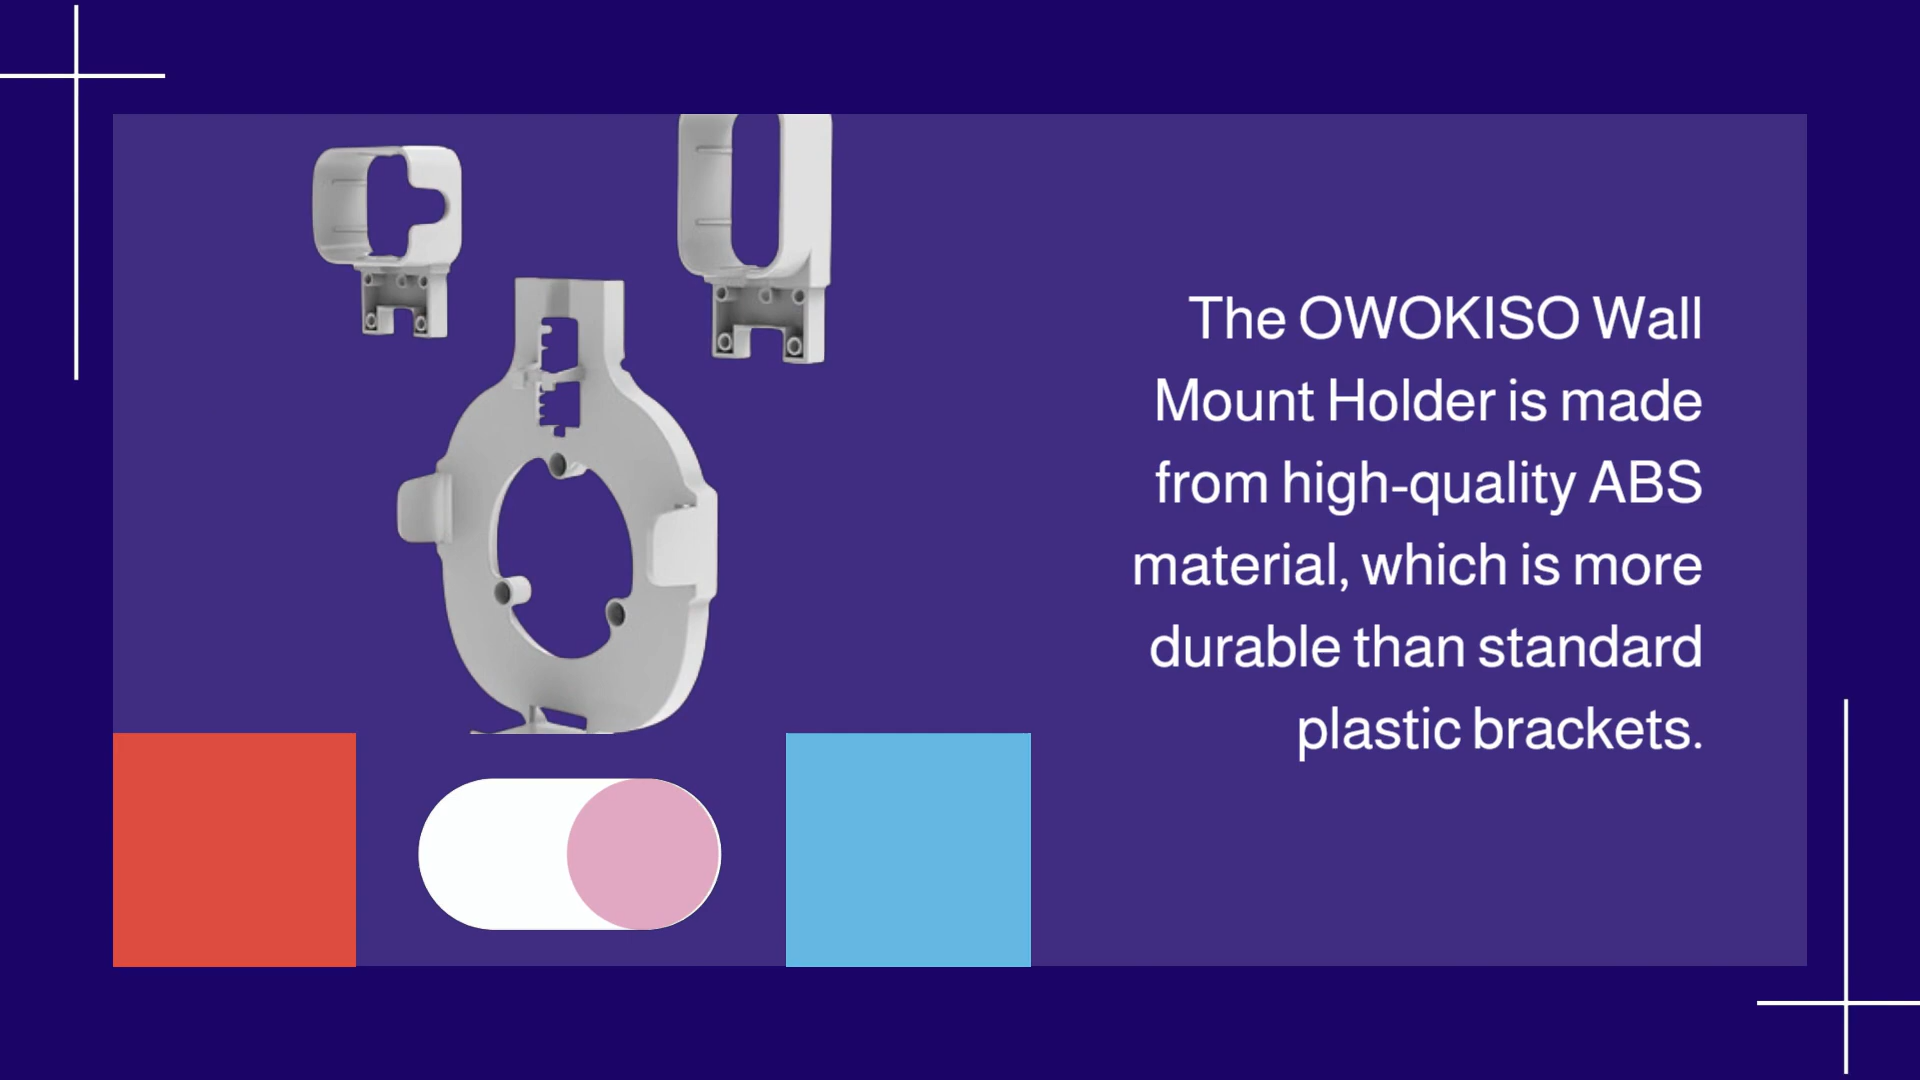 The OWOKISO Wall
Mount Holder is made
from high-quality ABS
material, which is more
durable than standard
plastic brackets.